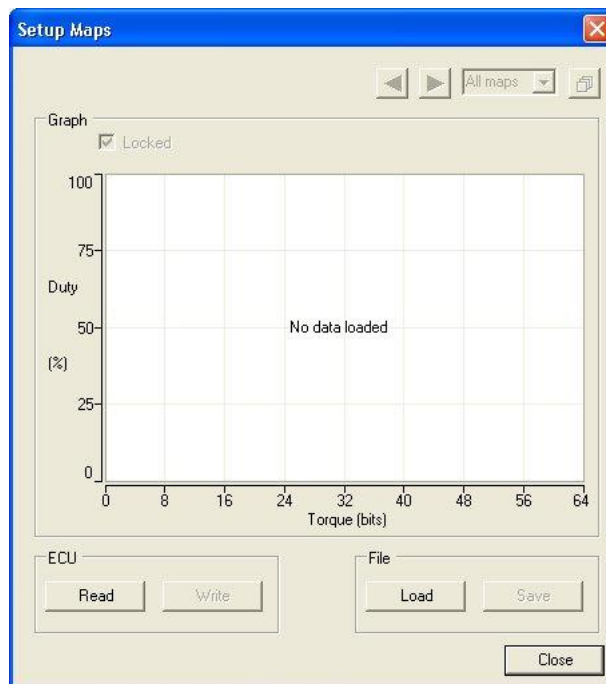 Setup Maps
All maps
Graph
Locked
100
75
Duty
50
No data loaded
(%)
25
0
0 8 16 24 32 40 48 56 64
Torque (bits)
ECU
Read Write
File
Load Save
Close